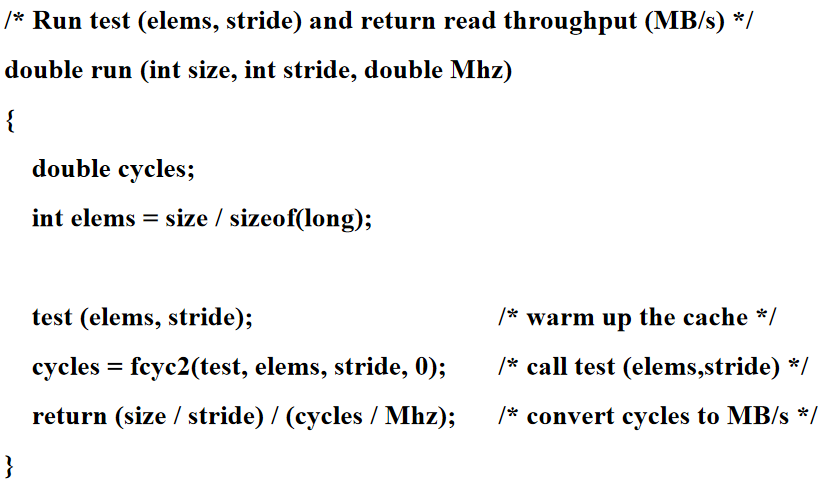 /* Run test (elems, stride) and return read throughput (MB/s) */
double run (int size, int stride, double Mhz)
{
double cycles;
int elems = size / sizeof(long);
test (elems, stride); /* warm up the cache */
cycles = fcyc2(test, elems, stride, 0); /* call test (elems,stride) */
return (size / stride) / (cycles / Mhz); /* convert cycles to MB/s */
}